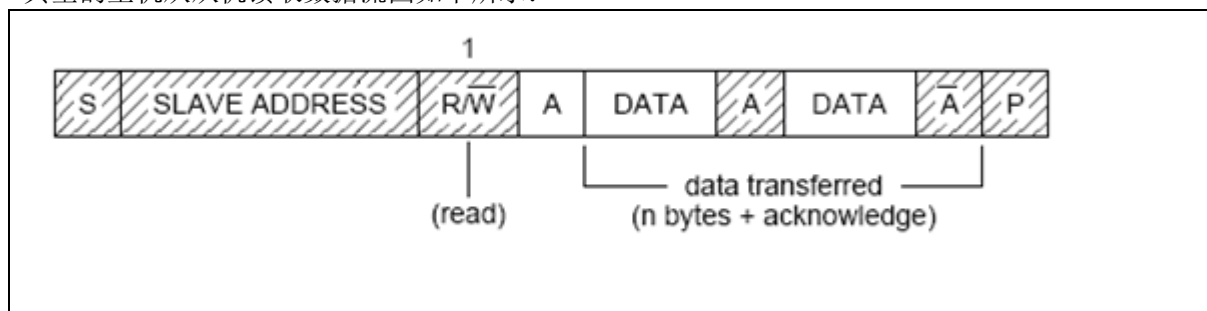 1
S SLAVE ADDRESS R/W̅ A DATA A DATA A̅ P
data transferred
(read) (n bytes + acknowledge)